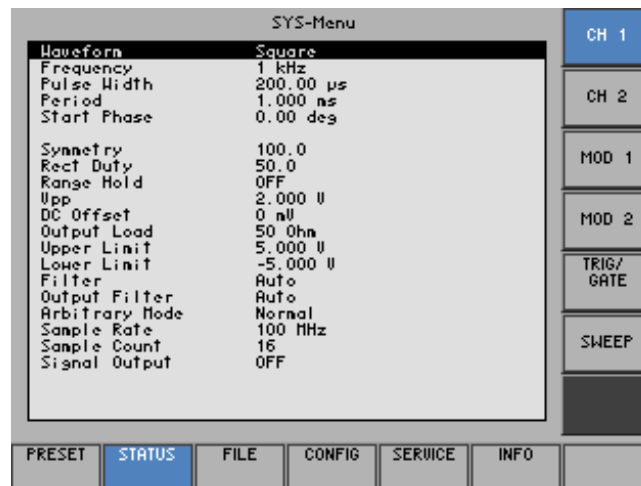 SYS-Menu
Waveform Square
Frequency 1 kHz
Pulse Width 200.00 µs
Period 1.000 ms
Start Phase 0.00 deg
Symmetry 100.0
Rect Duty 50.0
Range Hold OFF
Vpp 2.000 V
DC Offset 0 mV
Output Load 50 Ohm
Upper Limit 5.000 V
Lower Limit -5.000 V
Filter Auto
Output Filter Auto
Arbitrary Mode Normal
Sample Rate 100 MHz
Sample Count 16
Signal Output OFF
CH 1
CH 2
MOD 1
MOD 2
TRIG/
GATE
SWEEP
PRESET STATUS FILE CONFIG SERVICE INFO